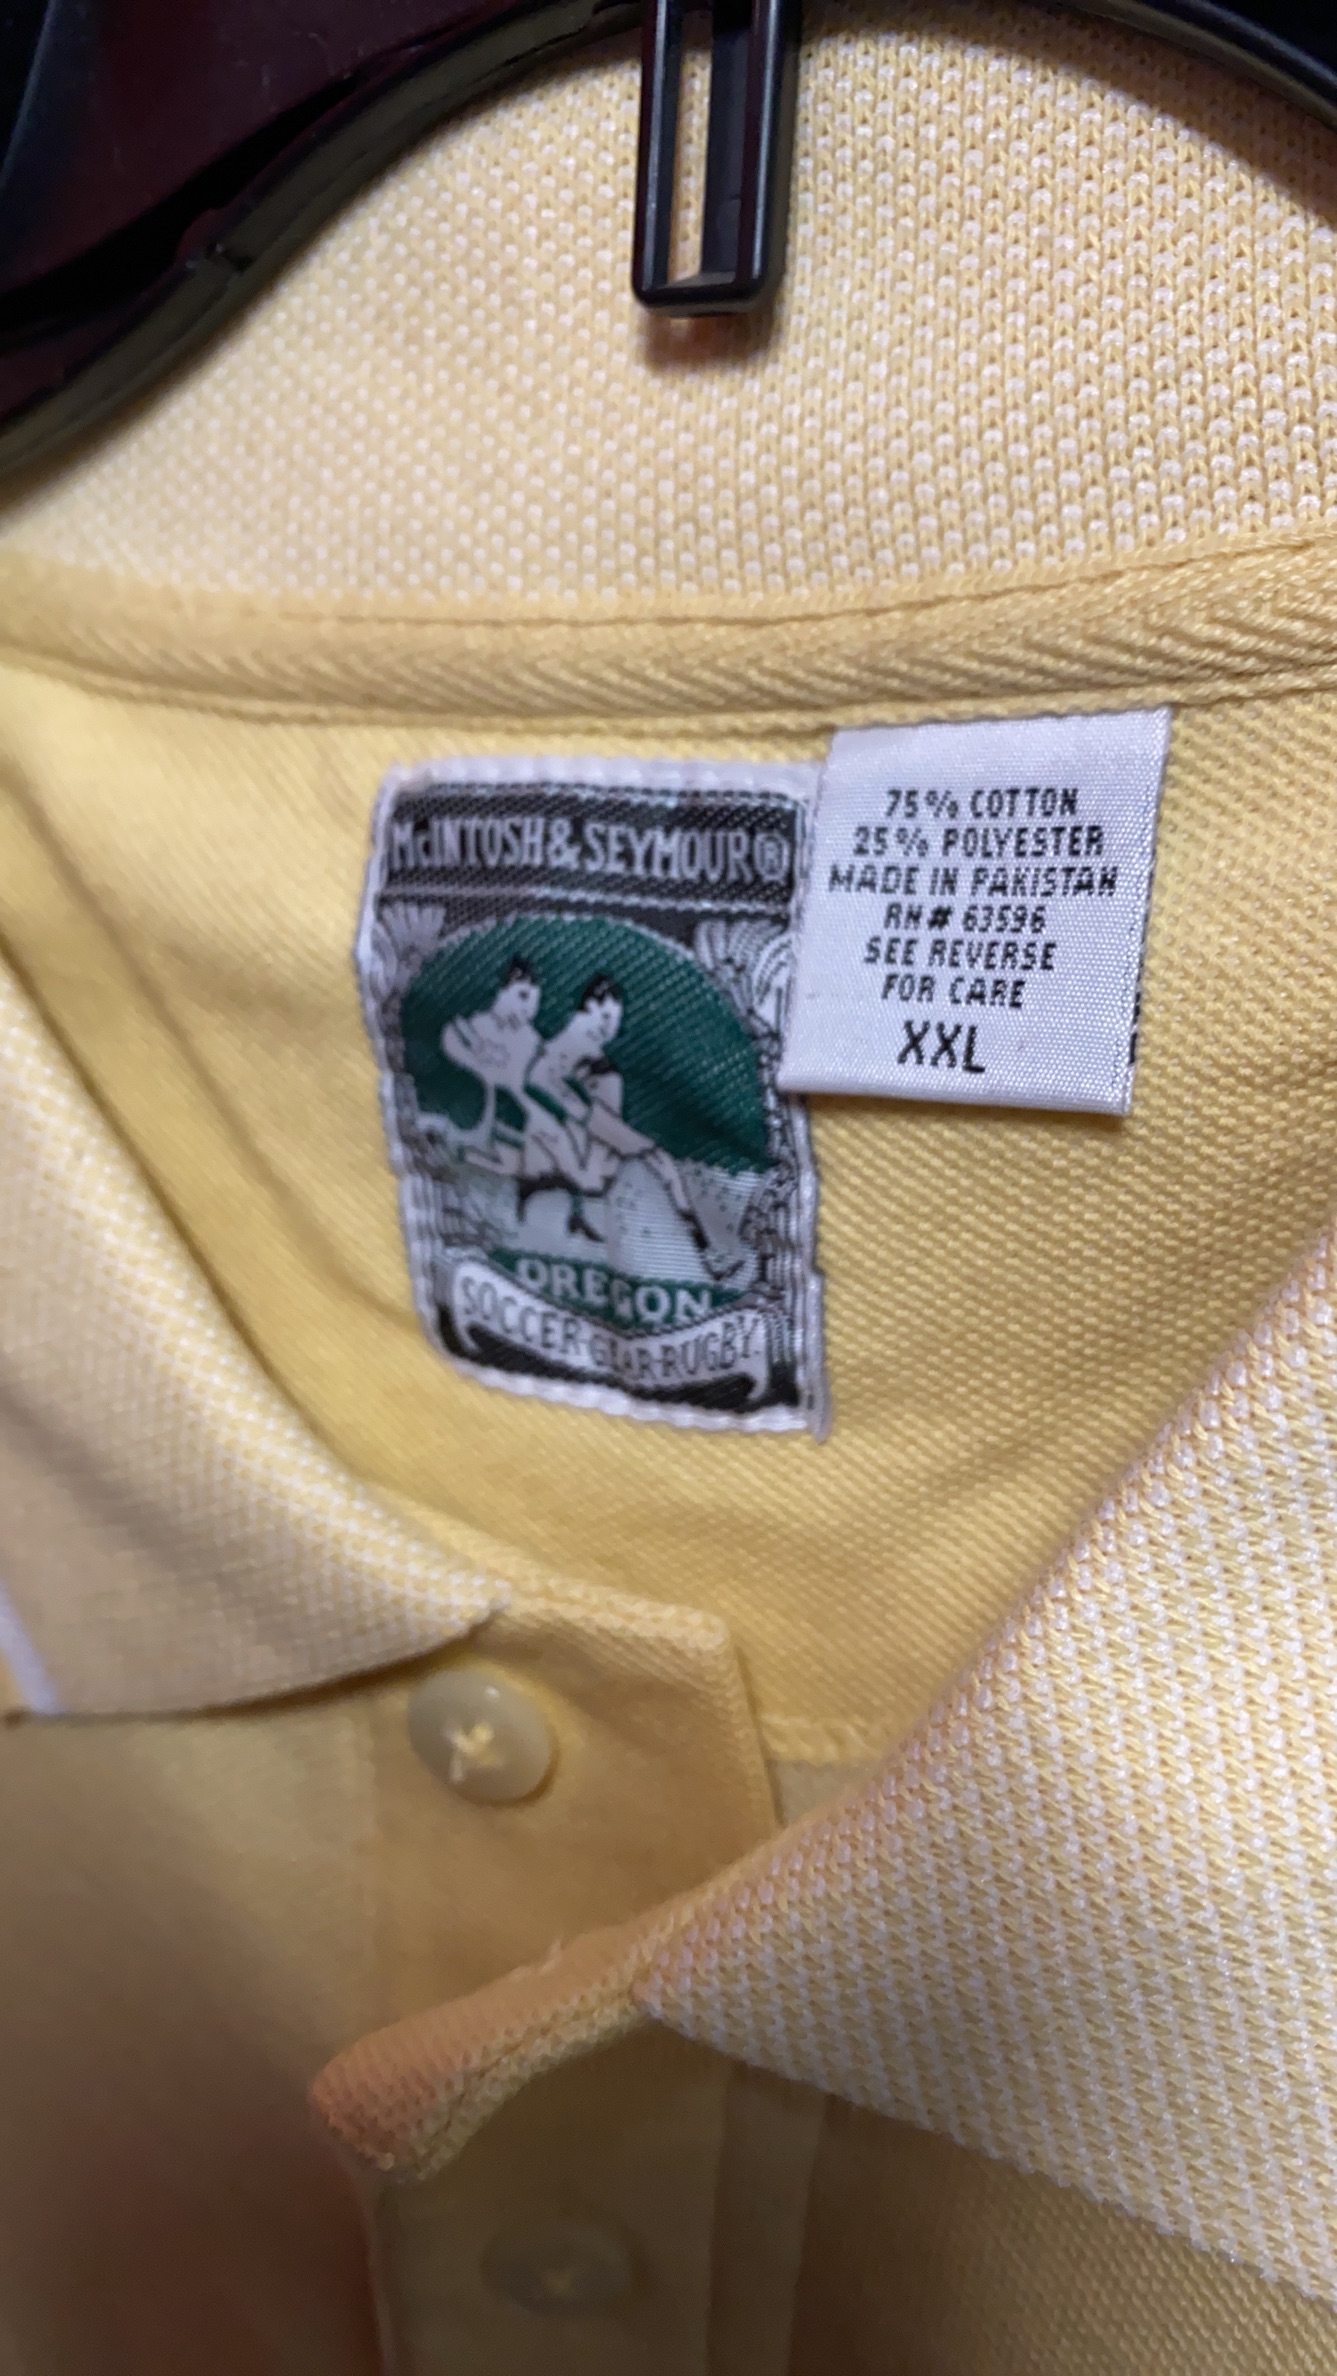 McINTOSH & SEYMOUR®
OREGON
SOCCER-GEAR-RUGBY.
75% COTTON
25% POLYESTER
MADE IN PAKISTAN
RN# 63596
SEE REVERSE
FOR CARE
XXL